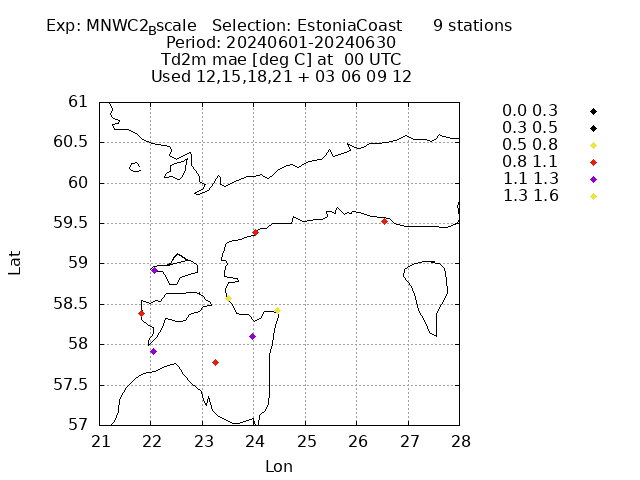 Exp: MNWC2_Bscale Selection: EstoniaCoast 9 stations
Period: 20240601-20240630
Td2m mae [deg C] at 00 UTC
Used 12,15,18,21 + 03 06 09 12
61
60.5
60
59.5
59
58.5
58
57.5
57
21 22 23 24 25 26 27 28
Lat
Lon
0.0 0.3
0.3 0.5
0.5 0.8
0.8 1.1
1.1 1.3
1.3 1.6